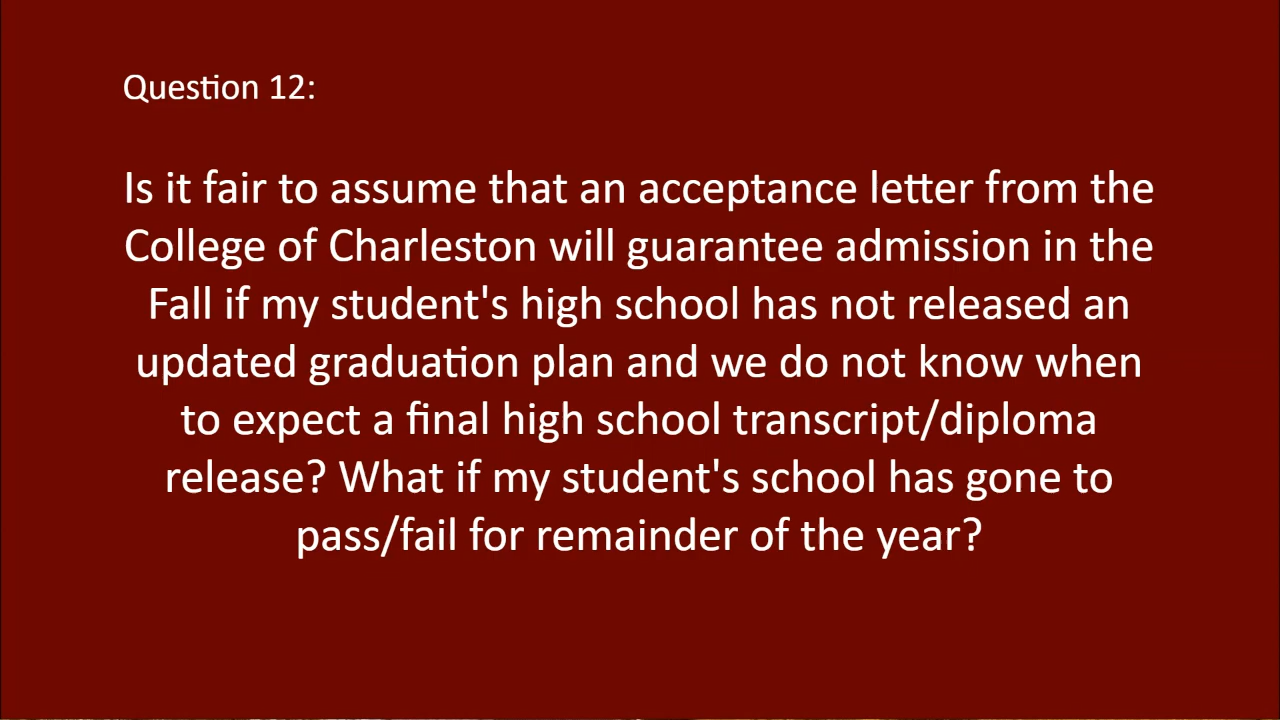 Question 12:
Is it fair to assume that an acceptance letter from the
College of Charleston will guarantee admission in the
Fall if my student's high school has not released an
updated graduation plan and we do not know when
to expect a final high school transcript/diploma
release? What if my student's school has gone to
pass/fail for remainder of the year?